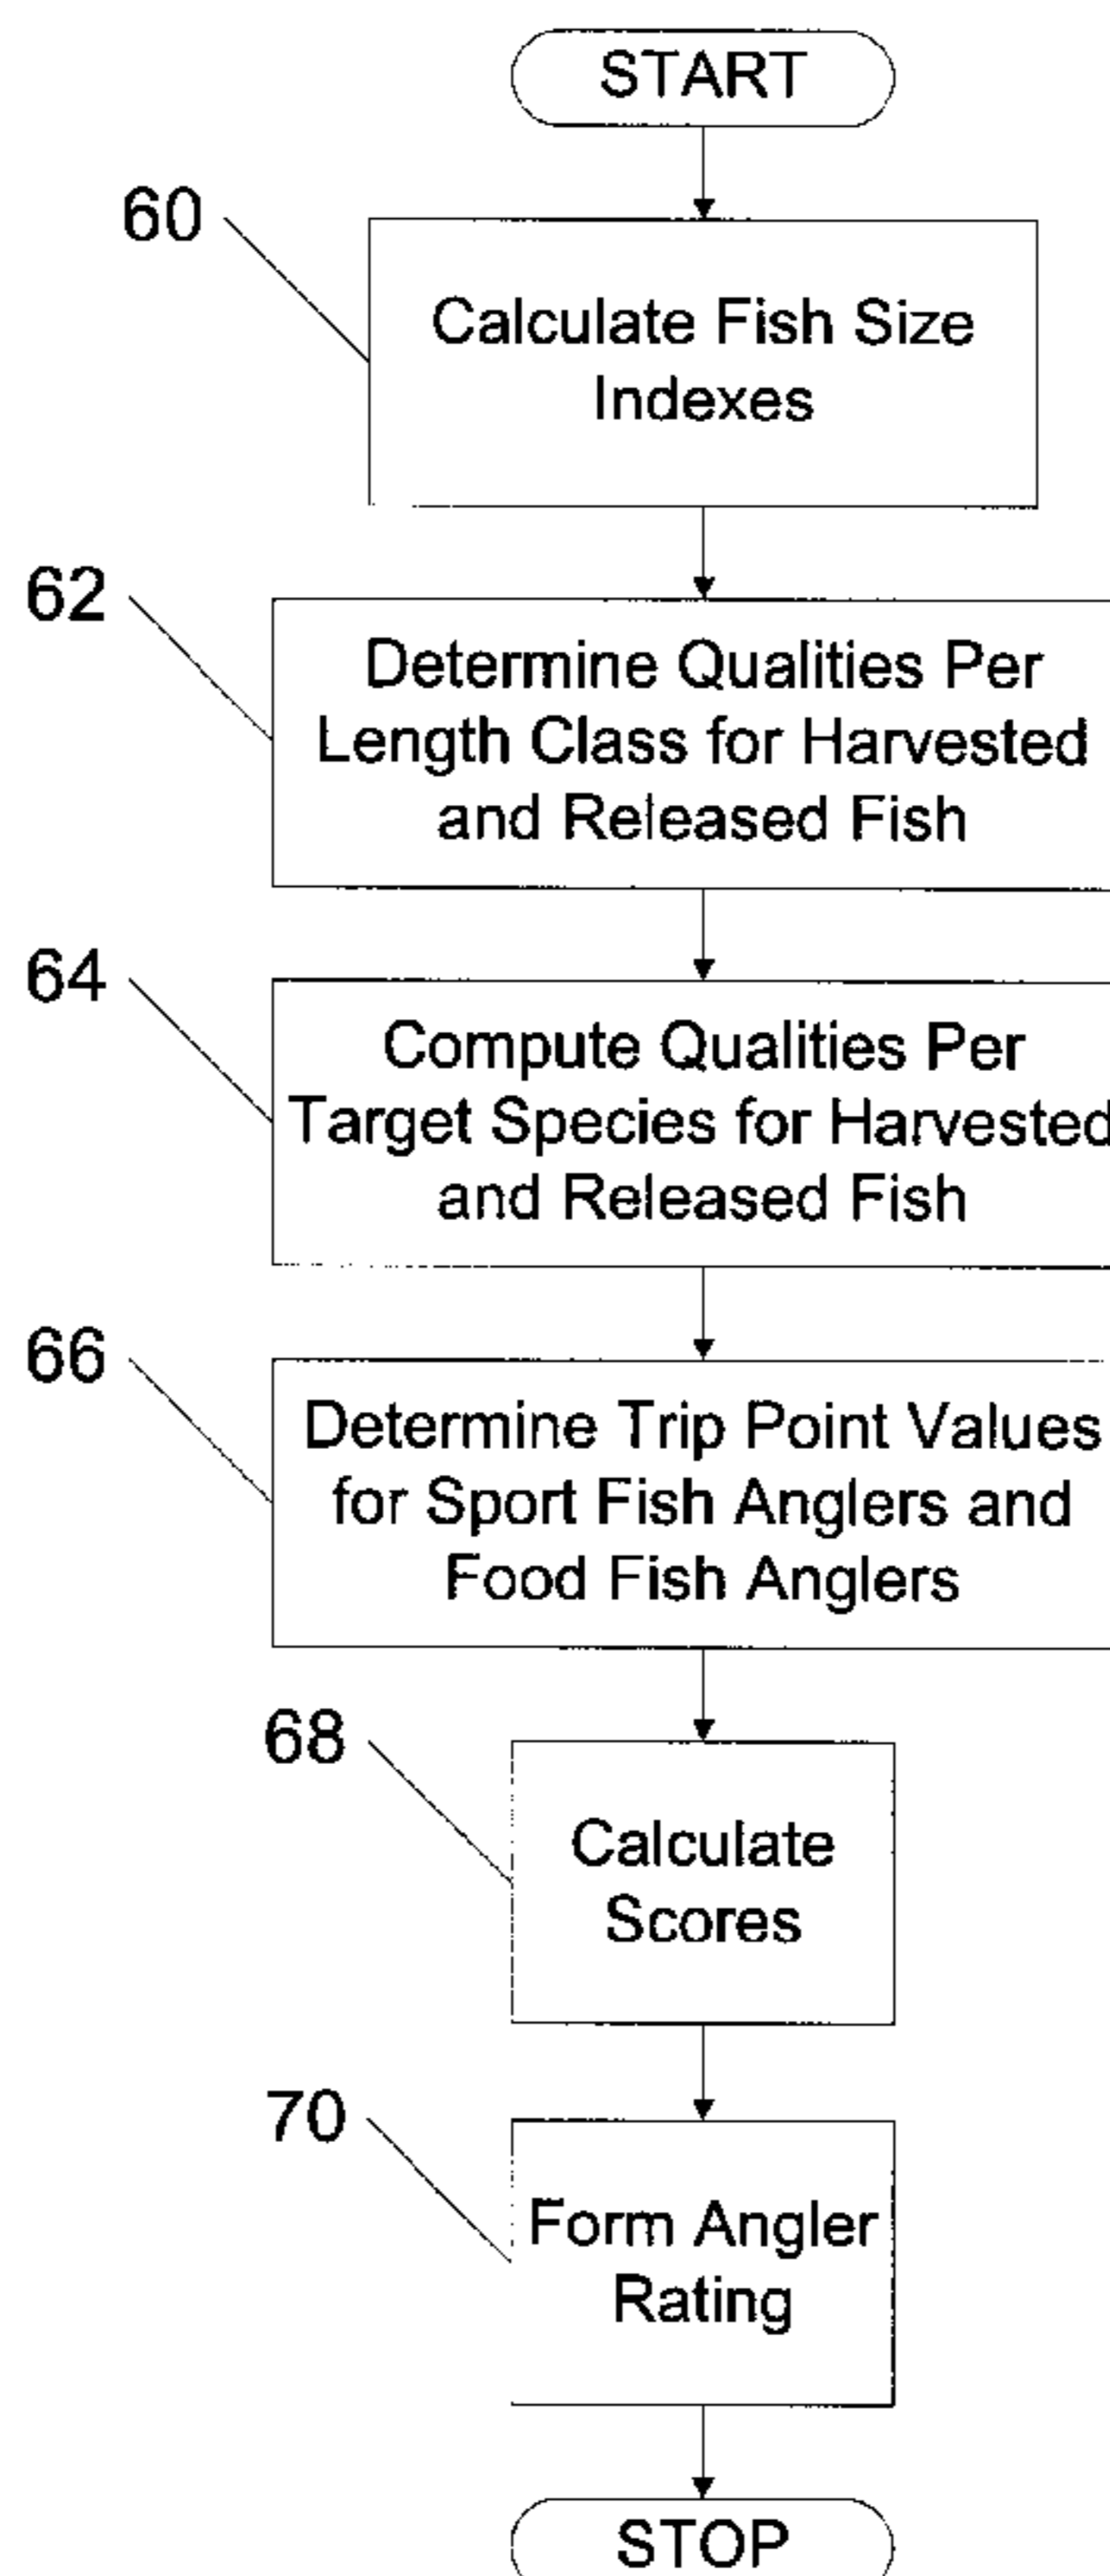 START
60
Calculate Fish Size
Indexes
62
Determine Qualities Per
Length Class for Harvested
and Released Fish
64
Compute Qualities Per
Target Species for Harvested
and Released Fish
66
Determine Trip Point Values
for Sport Fish Anglers and
Food Fish Anglers
68
Calculate
Scores
70
Form Angler
Rating
STOP